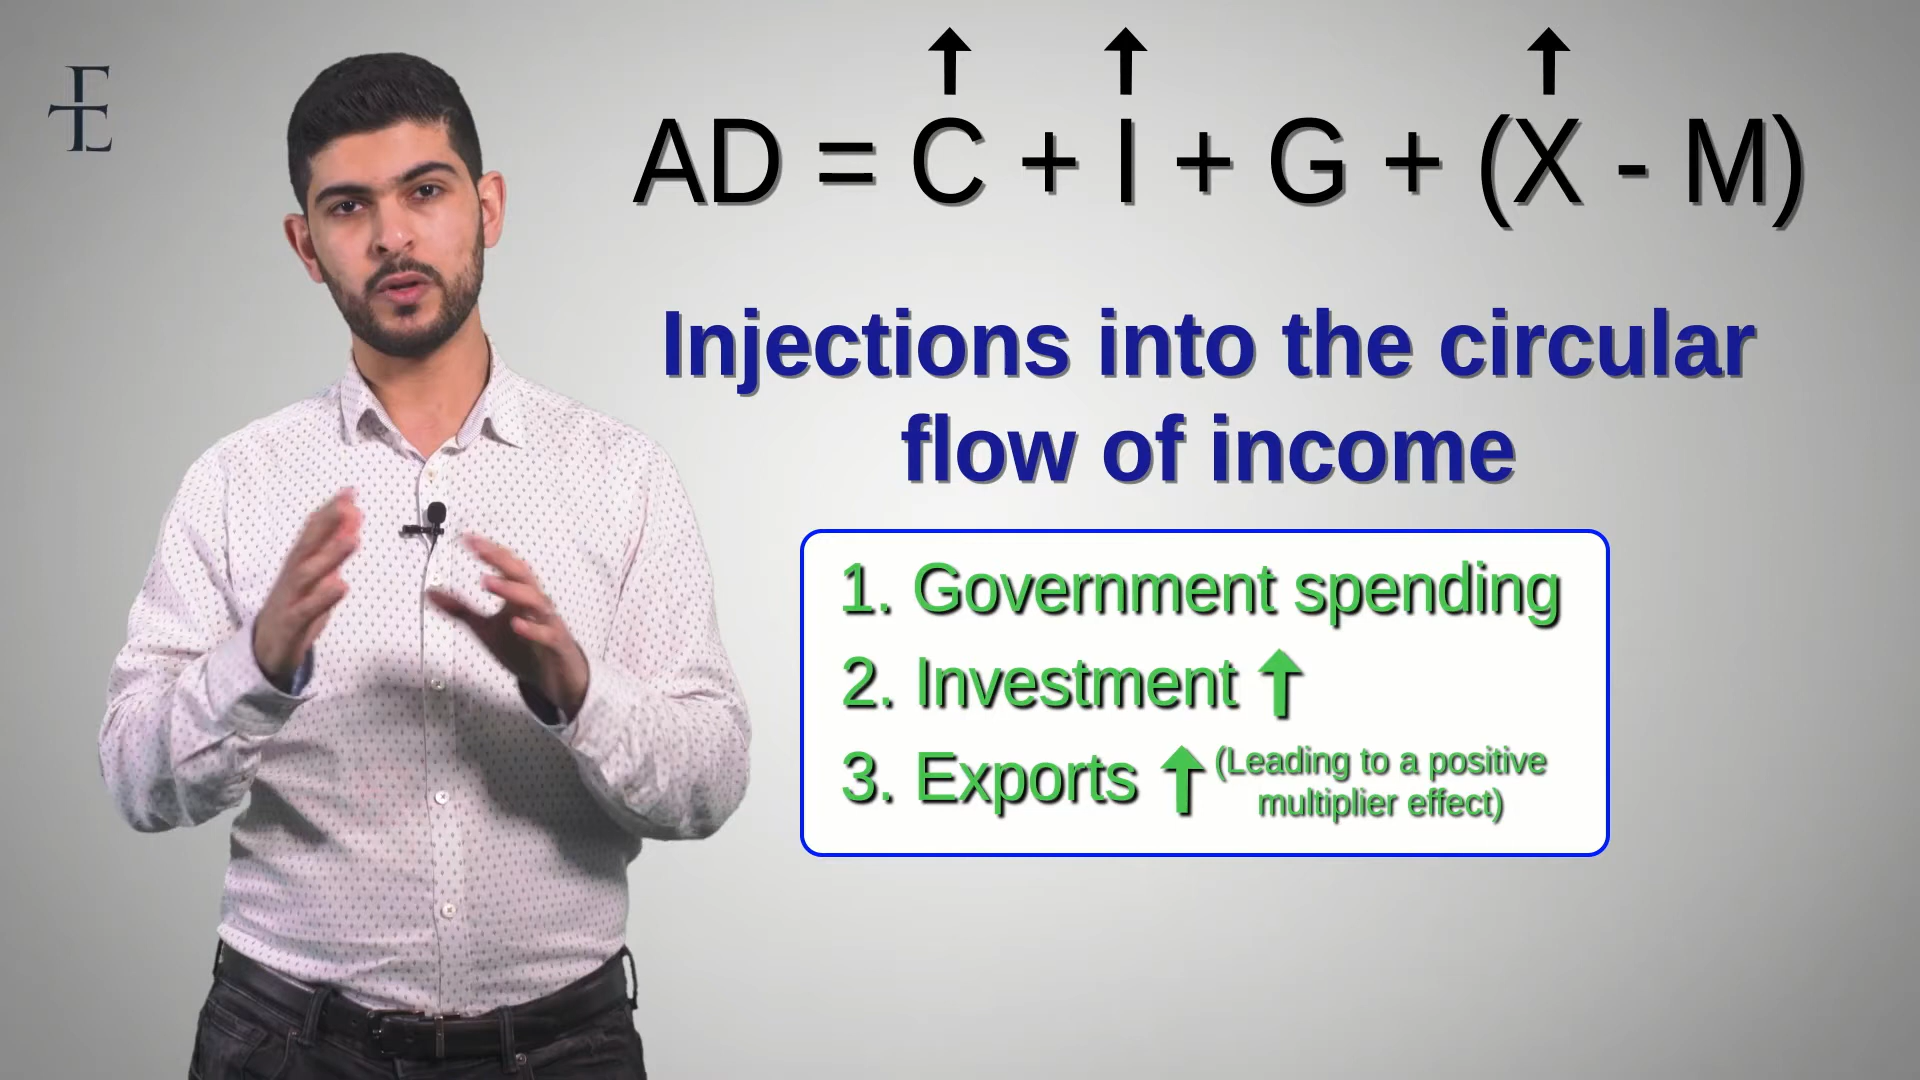 AD = C + I + G + (X - M)
Injections into the circular
flow of income
1. Government spending
2. Investment
3. Exports (Leading to a positive
multiplier effect)